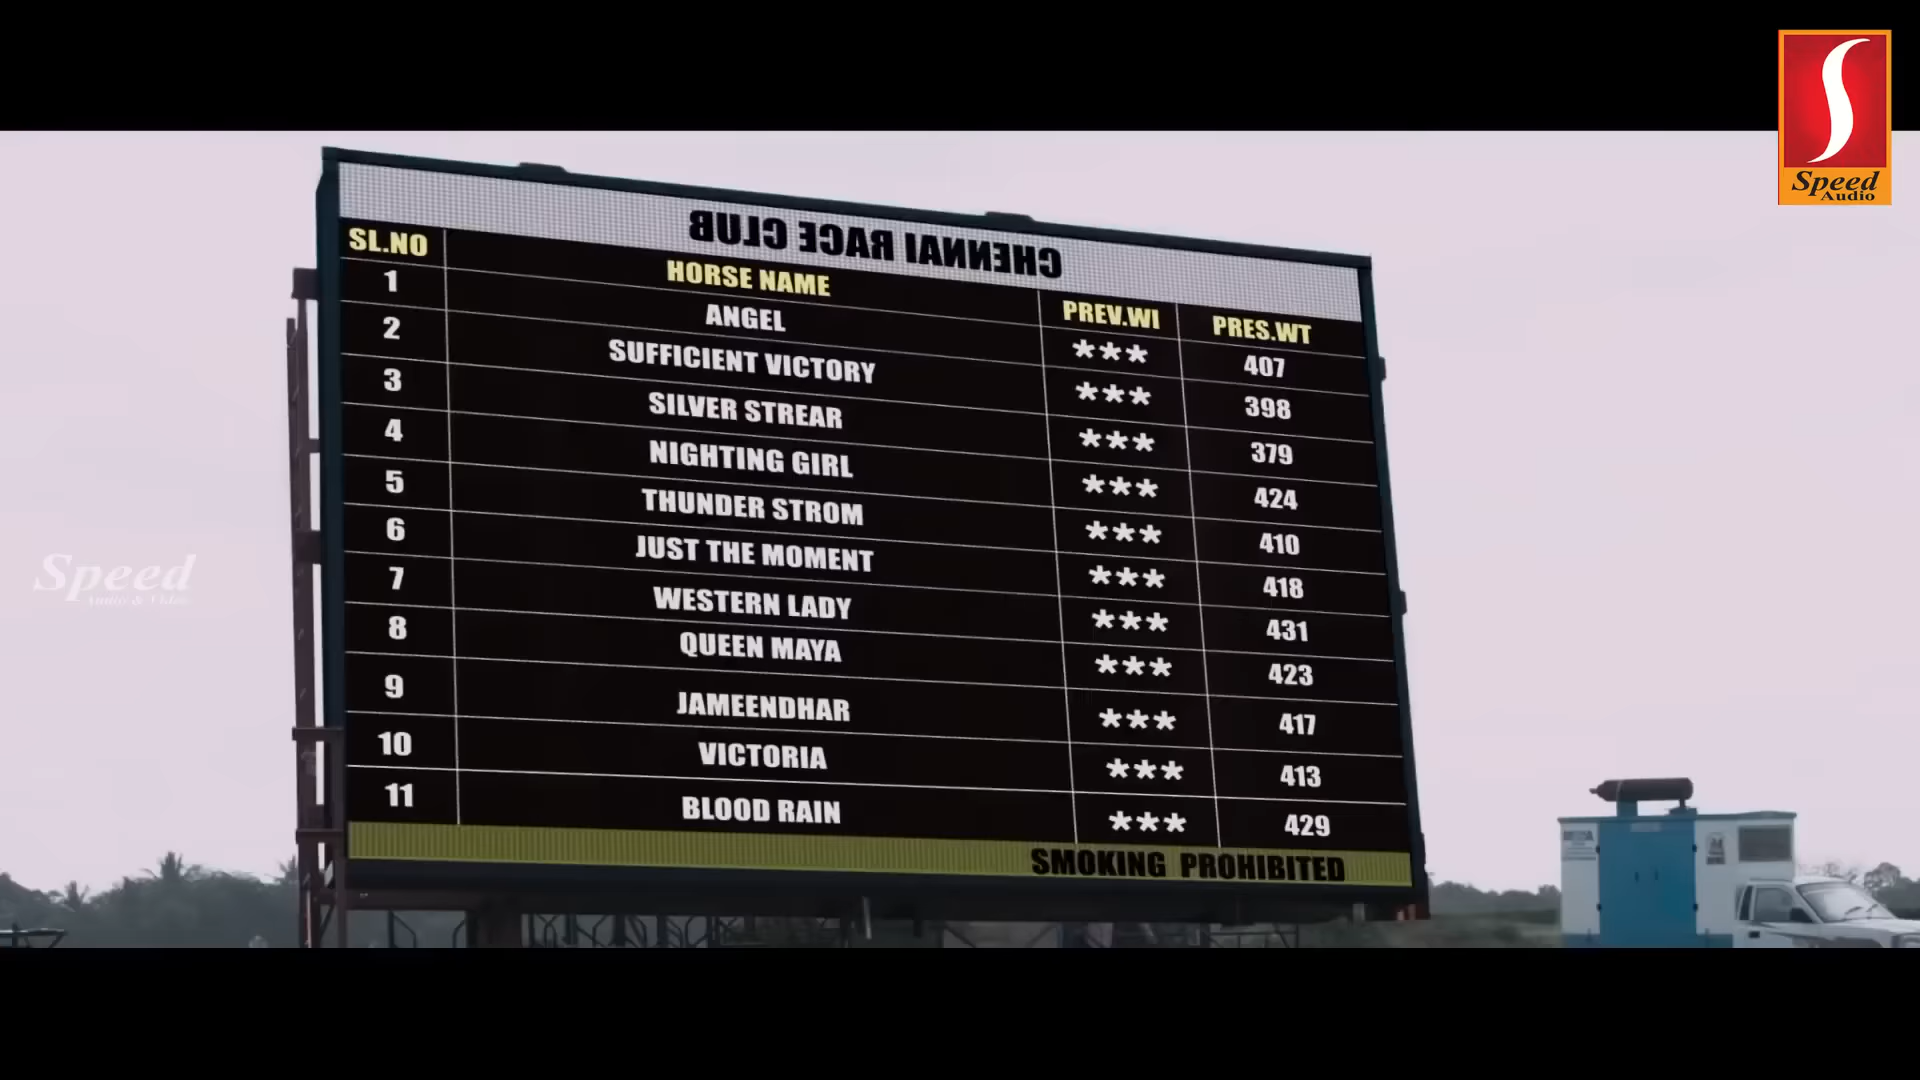 Speed
Audio
CHENNAI RACE CLUB
SL.NO HORSE NAME PREV.WI PRES.WT
1 ANGEL *** 407
2 SUFFICIENT VICTORY *** 398
3 SILVER STREAR *** 379
4 NIGHTING GIRL *** 424
5 THUNDER STROM *** 410
6 JUST THE MOMENT *** 418
7 WESTERN LADY *** 431
8 QUEEN MAYA *** 423
9 JAMEENDHAR *** 417
10 VICTORIA *** 413
11 BLOOD RAIN *** 429
SMOKING PROHIBITED
Speed
Audio & Video